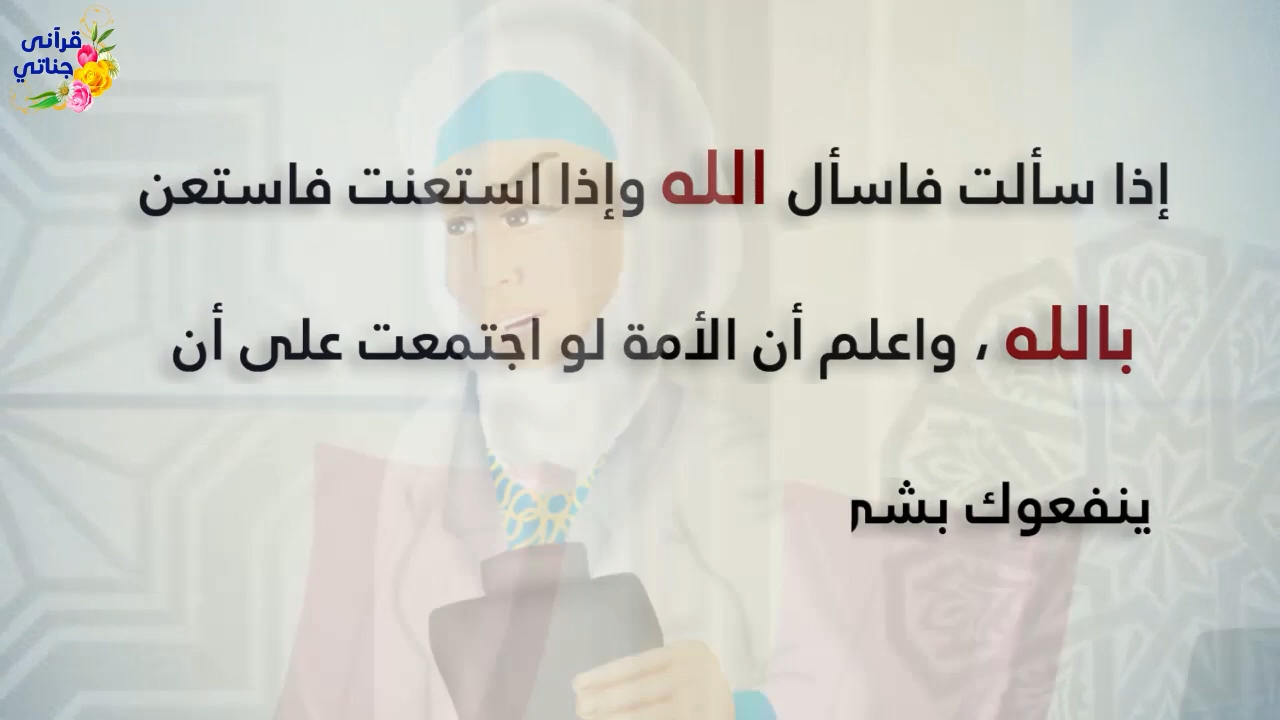 قرآنى
جناتي
إذا سألت فاسأل الله وإذا استعنت فاستعن
بالله ، واعلم أن الأمة لو اجتمعت على أن
ينفعوك